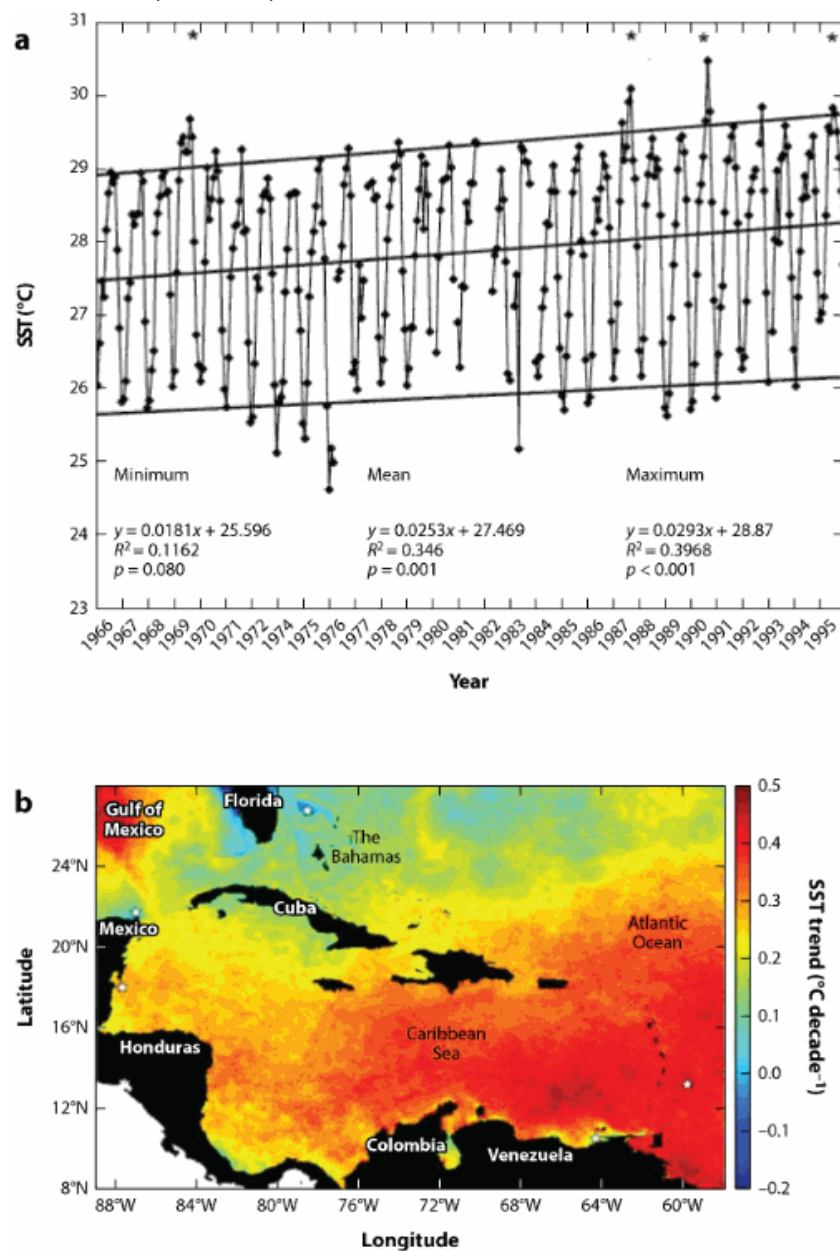 a
31
30
29
28
27
26
25
24
23
SST (°C)
* * * *
Minimum
y = 0.0181x + 25.596
R² = 0.1162
p = 0.080
Mean
y = 0.0253x + 27.469
R² = 0.346
p = 0.001
Maximum
y = 0.0293x + 28.87
R² = 0.3968
p < 0.001
1966 1967 1968 1969 1970 1971 1972 1974 1975 1976 1977 1978 1979 1980 1981 1982 1983 1984 1985 1986 1987 1988 1989 1990 1991 1992 1993 1994 1995
Year
b
Gulf of
Mexico
Florida
The
Bahamas
Cuba
Mexico
Atlantic
Ocean
Honduras
Caribbean
Sea
Colombia
Venezuela
24°N
20°N
16°N
12°N
8°N
Latitude
88°W 84°W 80°W 76°W 72°W 68°W 64°W 60°W
Longitude
0.5
0.4
0.3
0.2
0.1
0.0
–0.1
–0.2
SST trend (°C decade⁻¹)